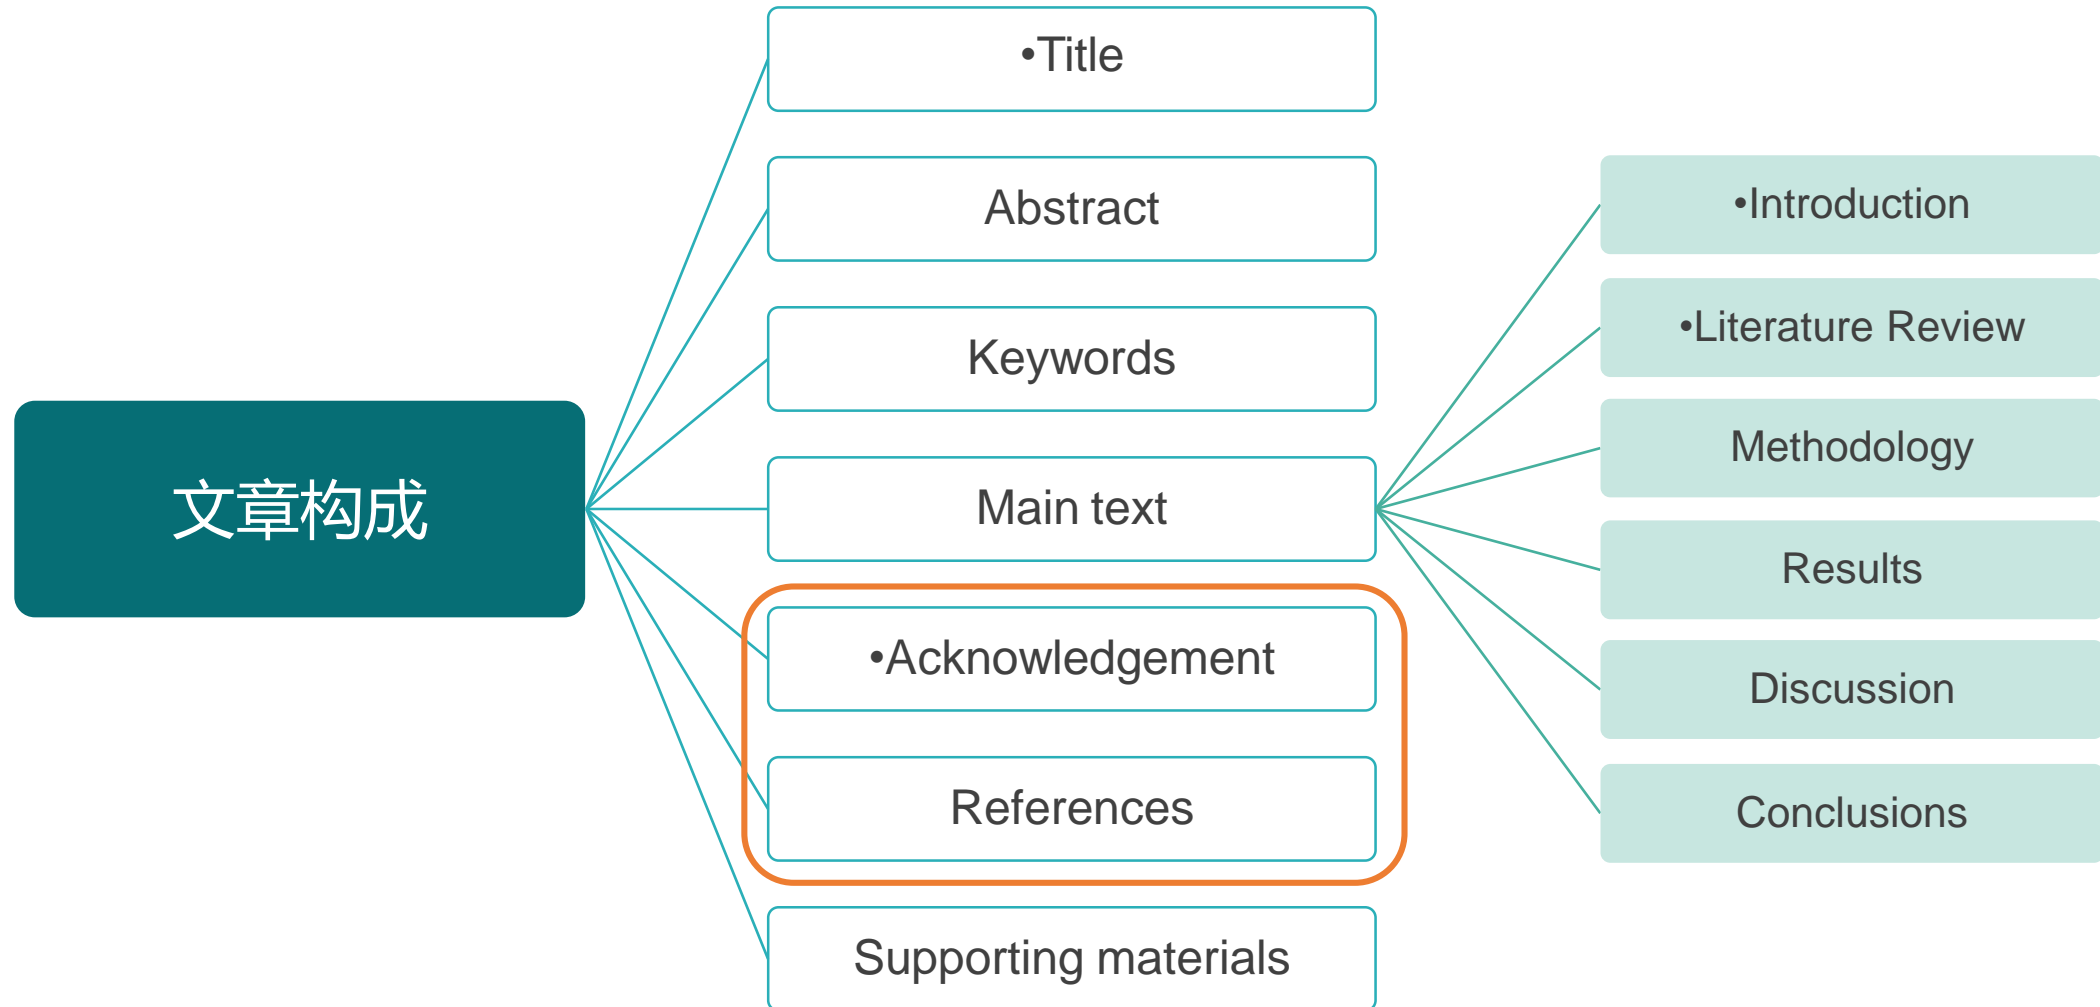 文章构成
•Title
Abstract
Keywords
Main text
•Acknowledgement
References
Supporting materials
•Introduction
•Literature Review
Methodology
Results
Discussion
Conclusions